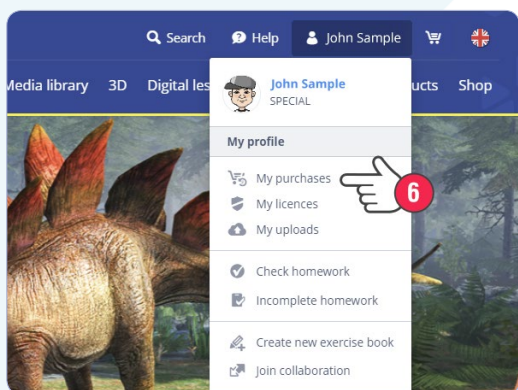 Search Help John Sample
Media library 3D Digital les ucts Shop
John Sample
SPECIAL
My profile
My purchases
6
My licences
My uploads
Check homework
Incomplete homework
Create new exercise book
Join collaboration